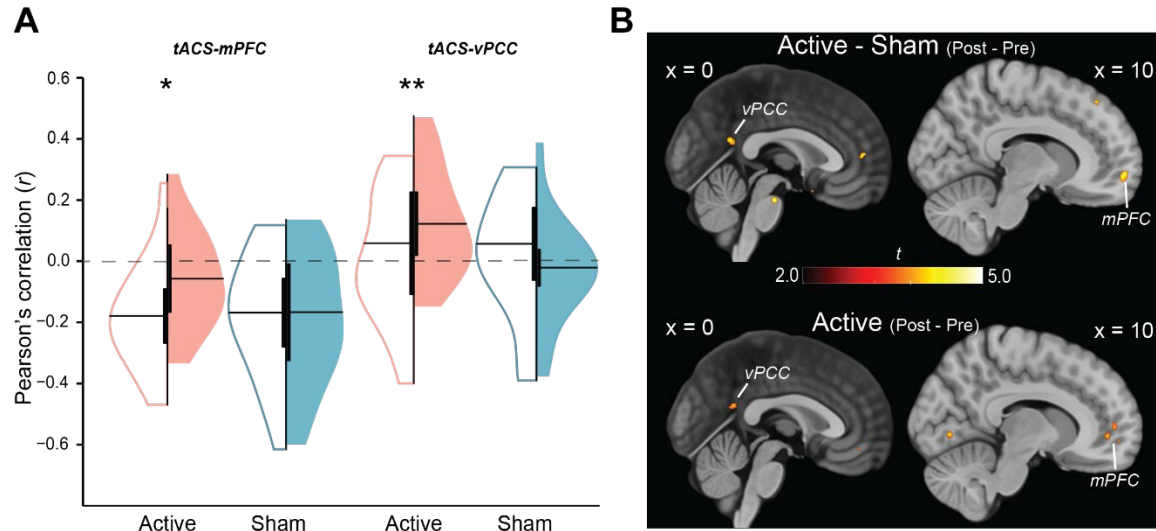 A
tACS-mPFC
tACS-vPCC
*
**
Pearson's correlation (r)
0.6
0.4
0.2
0.0
−0.2
−0.4
−0.6
Active
Sham
Active
Sham
B
Active - Sham (Post - Pre)
x = 0
x = 10
vPCC
mPFC
t
2.0
5.0
Active (Post - Pre)
x = 0
x = 10
vPCC
mPFC